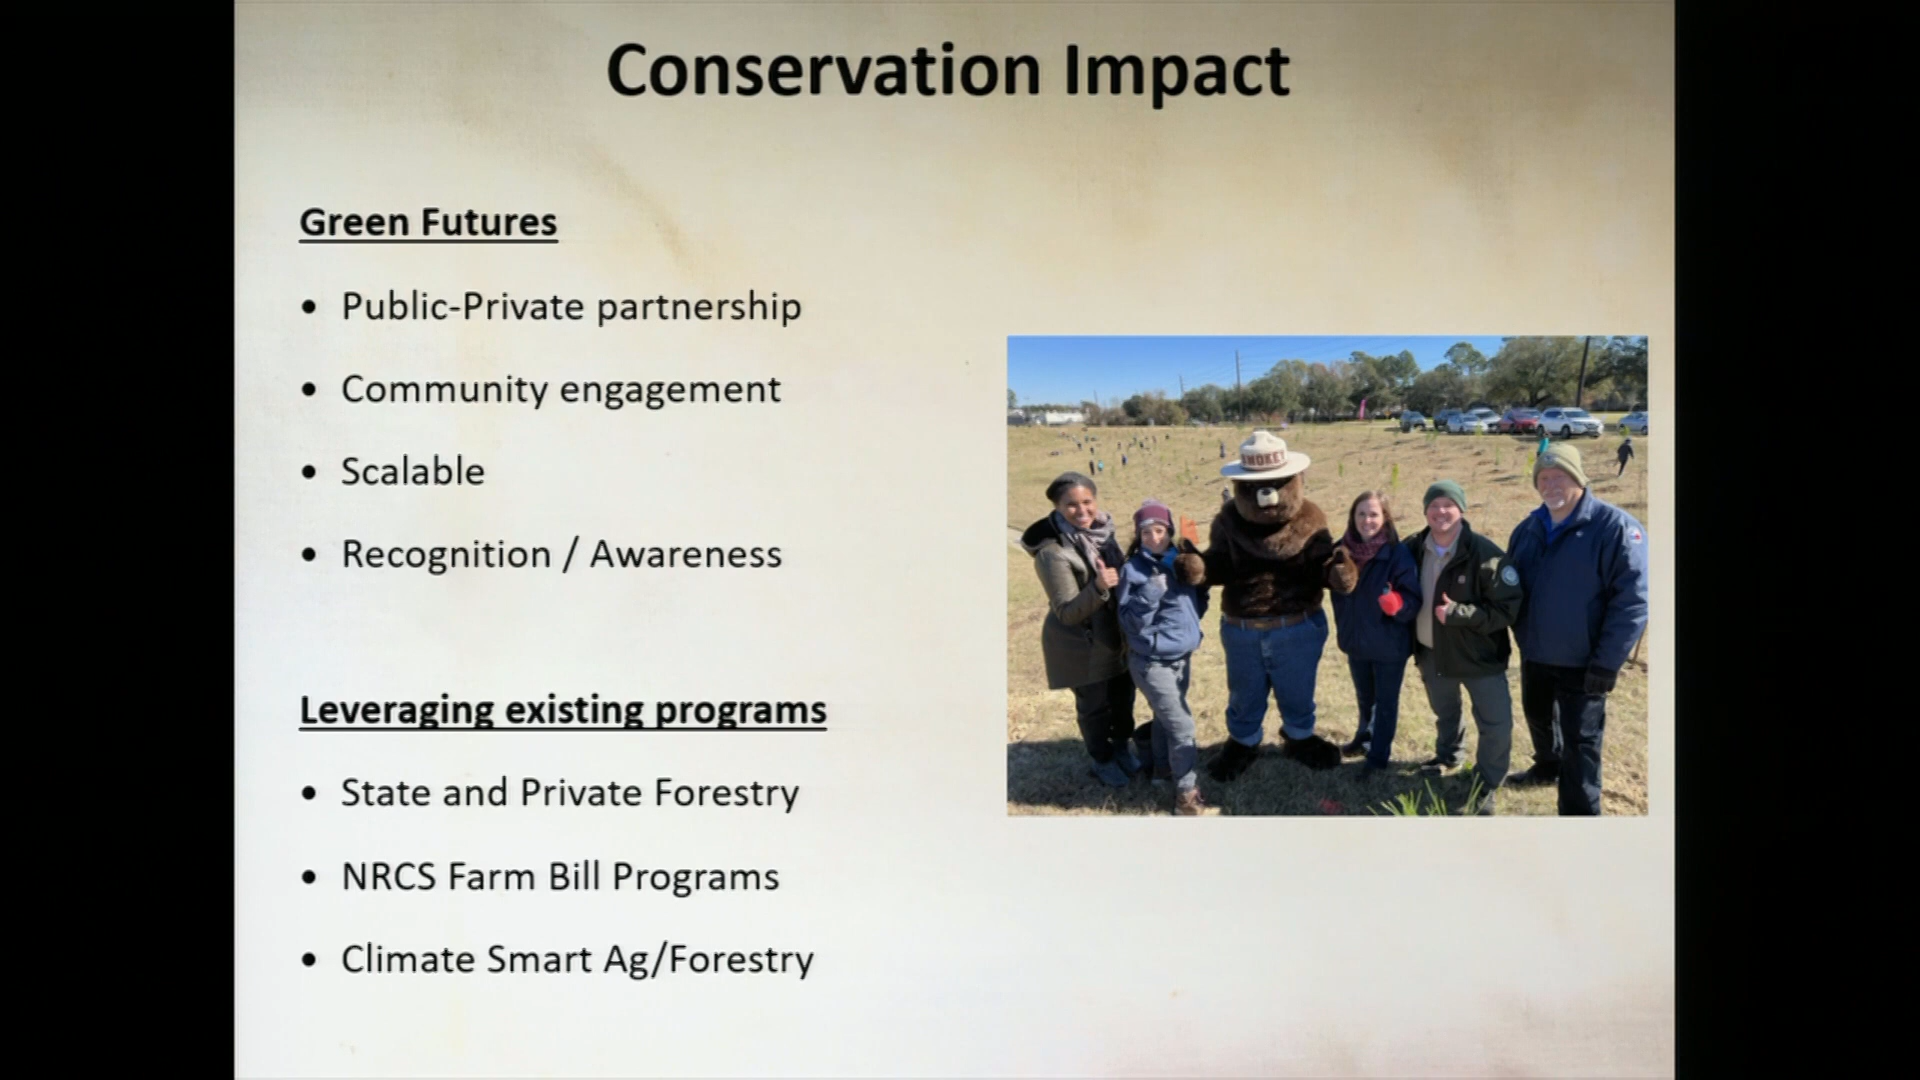 Conservation Impact
Green Futures
• Public-Private partnership
• Community engagement
• Scalable
• Recognition / Awareness
Leveraging existing programs
• State and Private Forestry
• NRCS Farm Bill Programs
• Climate Smart Ag/Forestry
SMOKEY